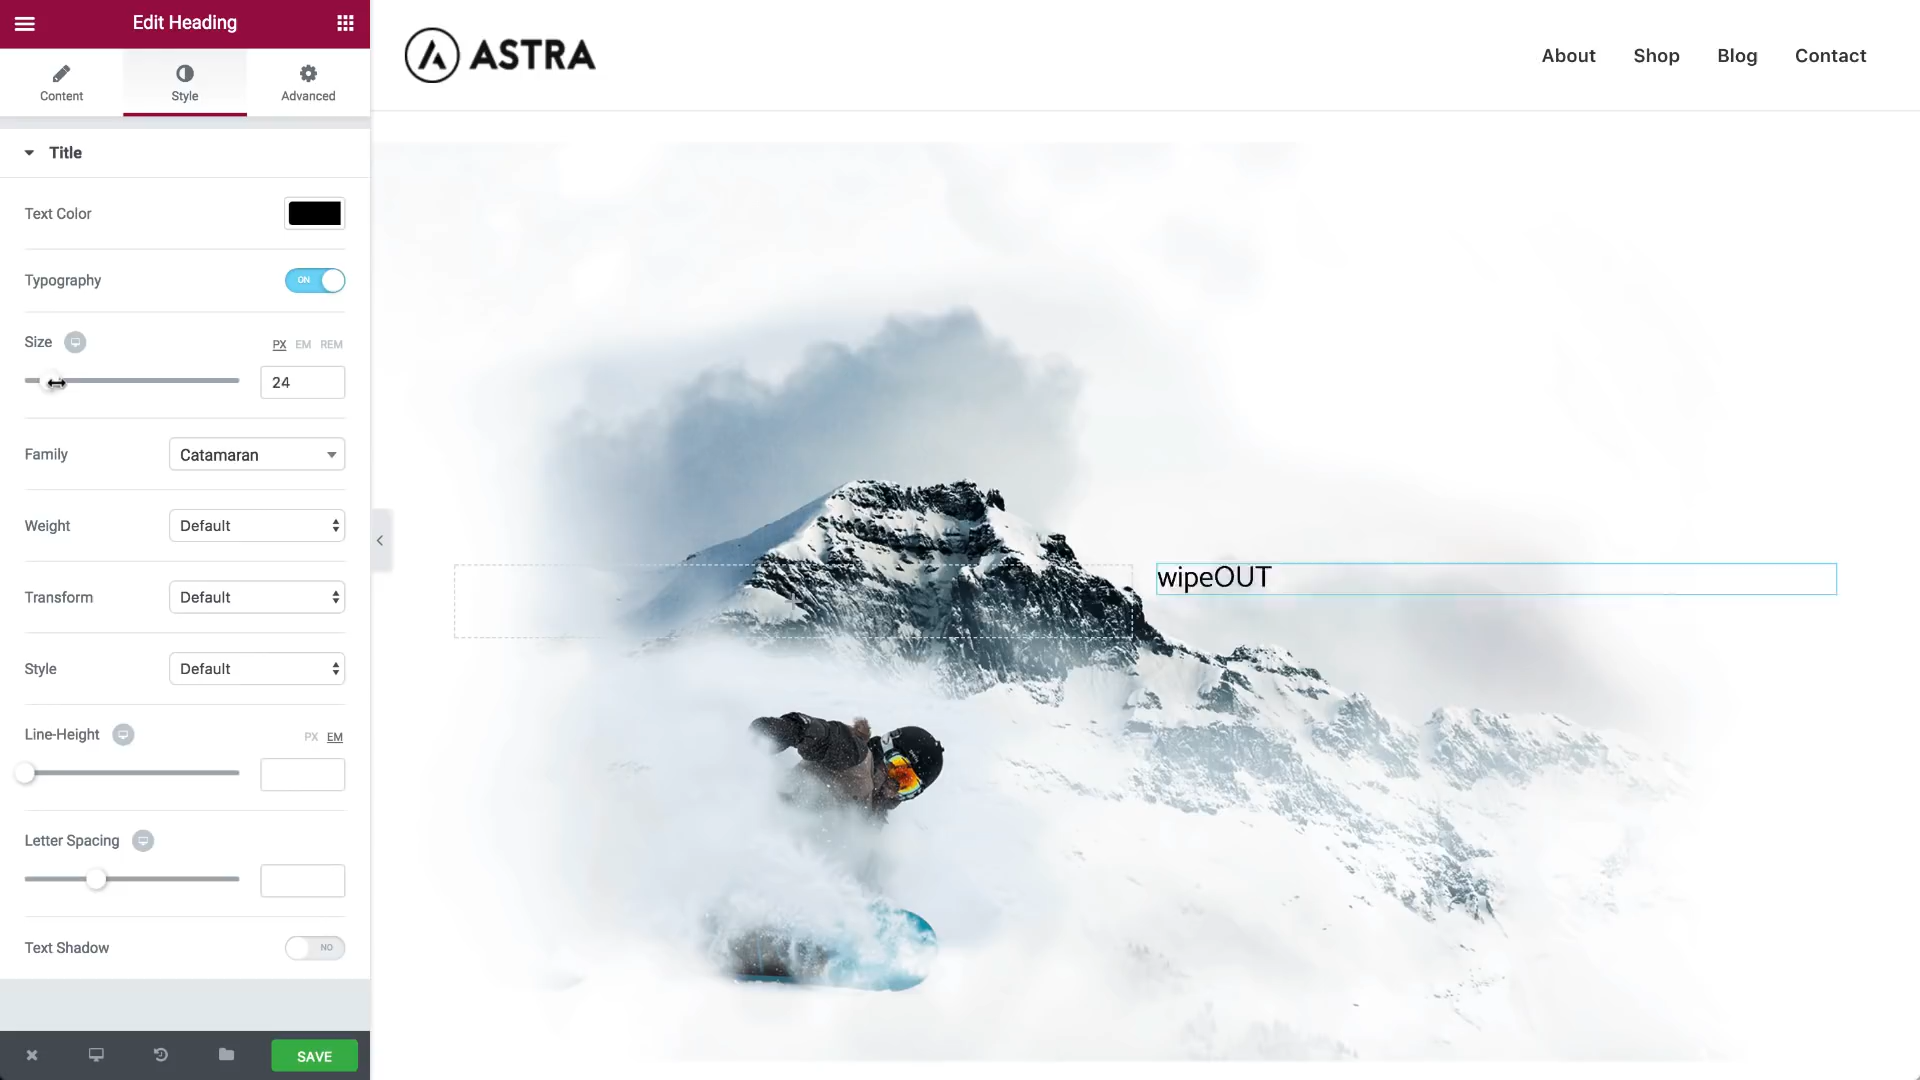 Edit Heading
Content
Style
Advanced
Title
Text Color
Typography
ON
Size
PX EM REM
24
Family
Catamaran
Weight
Default
Transform
Default
Style
Default
Line-Height
PX EM
Letter Spacing
Text Shadow
NO
SAVE
ASTRA
About
Shop
Blog
Contact
wipeOUT